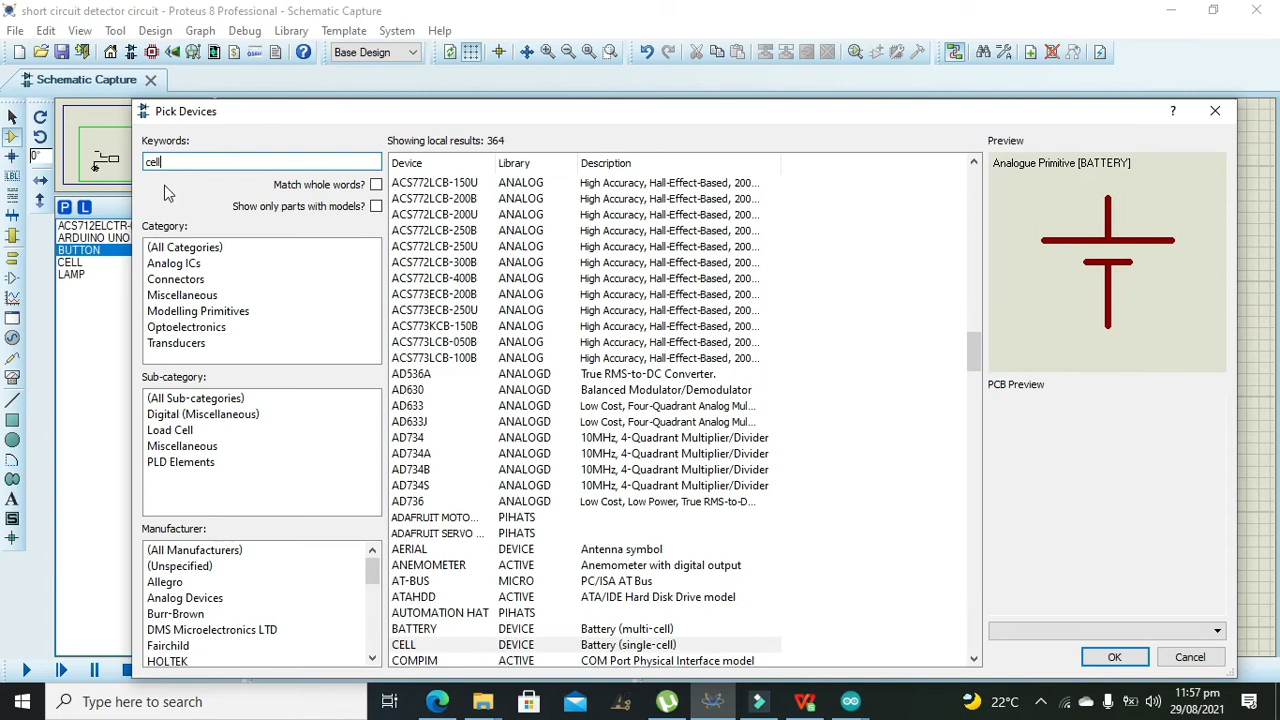 short circuit detector circuit - Proteus 8 Professional - Schematic Capture
File Edit View Tool Design Graph Debug Library Template System Help
Base Design
Schematic Capture
Pick Devices
Keywords:
cell
Match whole words?
Show only parts with models?
Category:
(All Categories)
Analog ICs
Connectors
Miscellaneous
Modelling Primitives
Optoelectronics
Transducers
Sub-category:
(All Sub-categories)
Digital (Miscellaneous)
Load Cell
Miscellaneous
PLD Elements
Manufacturer:
(All Manufacturers)
(Unspecified)
Allegro
Analog Devices
Burr-Brown
DMS Microelectronics LTD
Fairchild
HOLTEK
Showing local results: 364
Device Library Description
ACS772LCB-150U ANALOG High Accuracy, Hall-Effect-Based, 200...
ACS772LCB-200B ANALOG High Accuracy, Hall-Effect-Based, 200...
ACS772LCB-200U ANALOG High Accuracy, Hall-Effect-Based, 200...
ACS772LCB-250B ANALOG High Accuracy, Hall-Effect-Based, 200...
ACS772LCB-250U ANALOG High Accuracy, Hall-Effect-Based, 200...
ACS772LCB-300B ANALOG High Accuracy, Hall-Effect-Based, 200...
ACS772LCB-400B ANALOG High Accuracy, Hall-Effect-Based, 200...
ACS773ECB-200B ANALOG High Accuracy, Hall-Effect-Based, 200...
ACS773ECB-250U ANALOG High Accuracy, Hall-Effect-Based, 200...
ACS773KCB-150B ANALOG High Accuracy, Hall-Effect-Based, 200...
ACS773LCB-050B ANALOG High Accuracy, Hall-Effect-Based, 200...
ACS773LCB-100B ANALOG High Accuracy, Hall-Effect-Based, 200...
AD536A ANALOGD True RMS-to-DC Converter.
AD630 ANALOGD Balanced Modulator/Demodulator
AD633 ANALOGD Low Cost, Four-Quadrant Analog Mul...
AD633J ANALOGD Low Cost, Four-Quadrant Analog Mul...
AD734 ANALOGD 10MHz, 4-Quadrant Multiplier/Divider
AD734A ANALOGD 10MHz, 4-Quadrant Multiplier/Divider
AD734B ANALOGD 10MHz, 4-Quadrant Multiplier/Divider
AD734S ANALOGD 10MHz, 4-Quadrant Multiplier/Divider
AD736 ANALOGD Low Cost, Low Power, True RMS-to-D...
ADAFRUIT MOTO... PIHATS
ADAFRUIT SERVO ... PIHATS
AERIAL DEVICE Antenna symbol
ANEMOMETER ACTIVE Anemometer with digital output
AT-BUS MICRO PC/ISA AT Bus
ATAHDD ACTIVE ATA/IDE Hard Disk Drive model
AUTOMATION HAT PIHATS
BATTERY DEVICE Battery (multi-cell)
CELL DEVICE Battery (single-cell)
COMPIM ACTIVE COM Port Physical Interface model
Preview
Analogue Primitive [BATTERY]
PCB Preview
OK Cancel
0°
LBL
P L
ACS712ELCTR-
ARDUINO UNO
BUTTON
CELL
LAMP
Type here to search
22°C
11:57 pm
29/08/2021